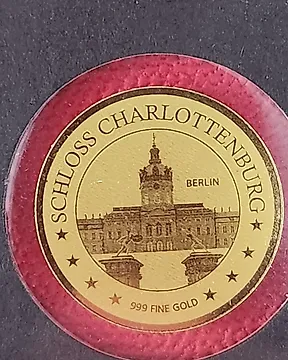 SCHLOSS CHARLOTTENBURG
BERLIN
999 FINE GOLD